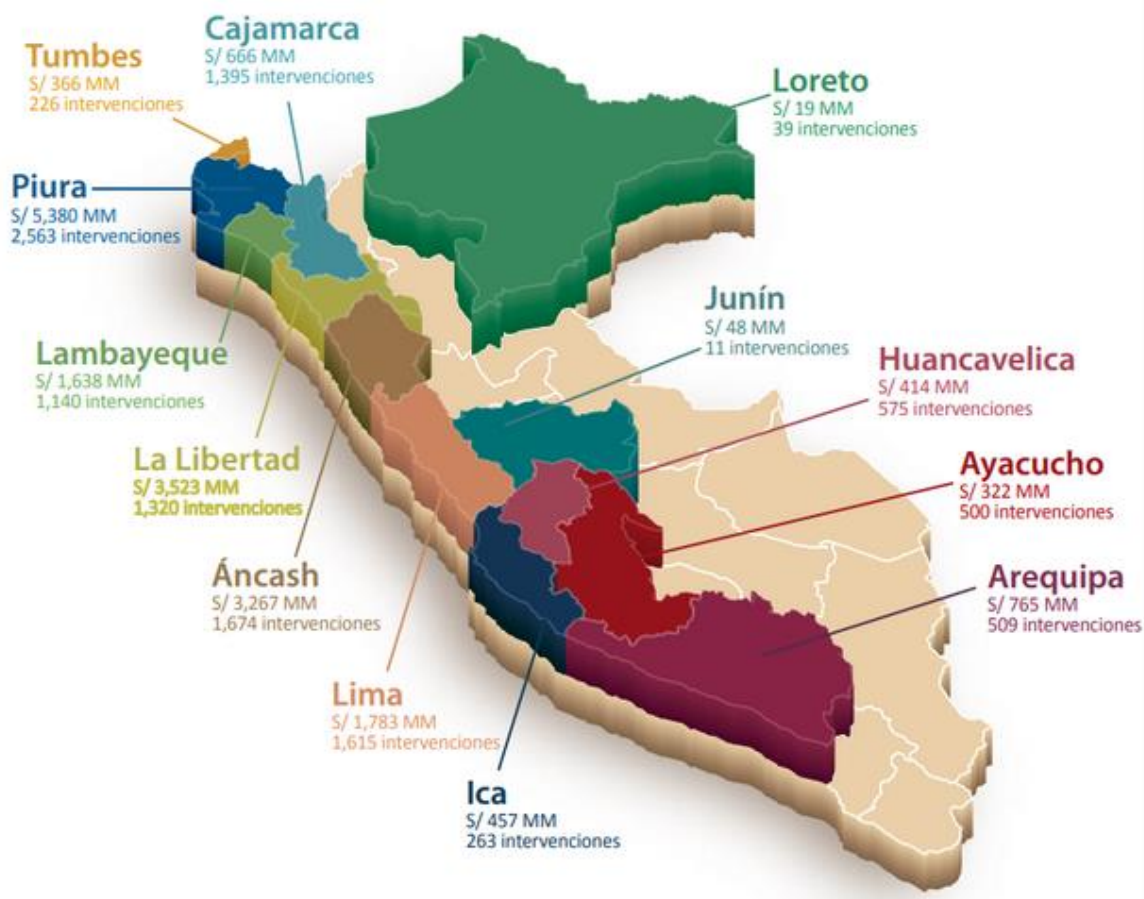 Cajamarca
S/ 666 MM
1,395 intervenciones
Tumbes
S/ 366 MM
226 intervenciones
Loreto
S/ 19 MM
39 intervenciones
Piura
S/ 5,380 MM
2,563 intervenciones
Junín
S/ 48 MM
11 intervenciones
Lambayeque
S/ 1,638 MM
1,140 intervenciones
Huancavelica
S/ 414 MM
575 intervenciones
La Libertad
S/ 3,523 MM
1,320 intervenciones
Ayacucho
S/ 322 MM
500 intervenciones
Áncash
S/ 3,267 MM
1,674 intervenciones
Arequipa
S/ 765 MM
509 intervenciones
Lima
S/ 1,783 MM
1,615 intervenciones
Ica
S/ 457 MM
263 intervenciones